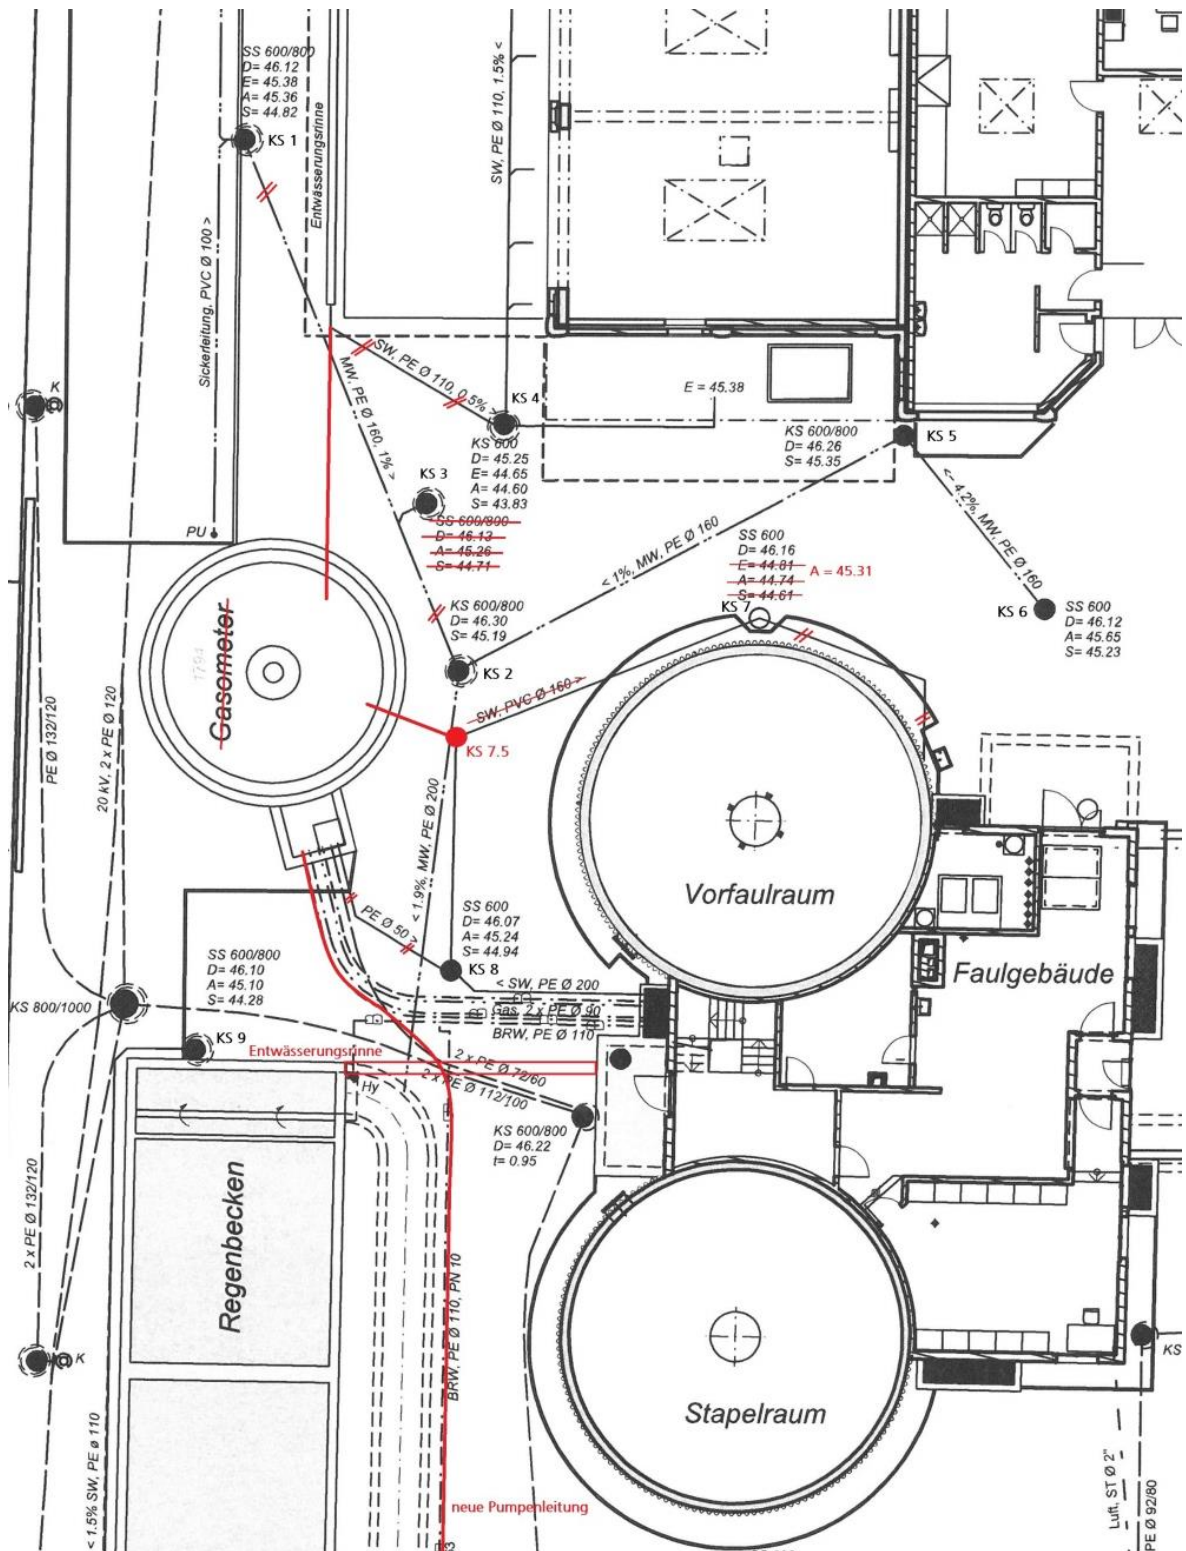 SS 600/800
D= 46.12
E= 45.38
A= 45.36
S= 44.82
KS 1
Entwässerungsrinne
SW, PE Ø 110, 1.5% <
Sickerleitung, PVC Ø 100 >
K
MW, PE Ø 160, 1% >
SW, PE Ø 110, 0.5% >
E = 45.38
KS 4
KS 600
D= 45.25
E= 44.65
A= 44.60
S= 43.83
KS 600/800
D= 46.26
S= 45.35
KS 5
KS 3
SS 600/800
D= 46.13
A= 45.26
S= 44.71
PU
< 1%, MW, PE Ø 160
<- 4.2%, MW, PE Ø 160
SS 600
D= 46.16
E= 44.81
A= 44.74
S= 44.61
A = 45.31
KS 7
KS 6
SS 600
D= 46.12
A= 45.65
S= 45.23
KS 600/800
D= 46.30
S= 45.19
KS 2
Gasometer
1794
SW, PVC Ø 160 >
KS 7.5
PE Ø 132/120
20 kV, 2 x PE Ø 120
< 1.9%, MW, PE Ø 200
Vorfaulraum
PE Ø 50 >
SS 600
D= 46.07
A= 45.24
S= 44.94
KS 8
Faulgebäude
SS 600/800
D= 46.10
A= 45.10
S= 44.28
KS 800/1000
< SW, PE Ø 200
Gas, 2 x PE Ø 90
BRW, PE Ø 110
KS 9
Entwässerungsrinne
2 x PE Ø 72/60
2 x PE Ø 112/100
Hy
KS 600/800
D= 46.22
t= 0.95
2 x PE Ø 132/120
Regenbecken
BRW, PE Ø 110, PN 10
K
KS
Stapelraum
< 1.5% SW, PE ø 110
neue Pumpenleitung
Luft, ST Ø 2"
PE Ø 92/80